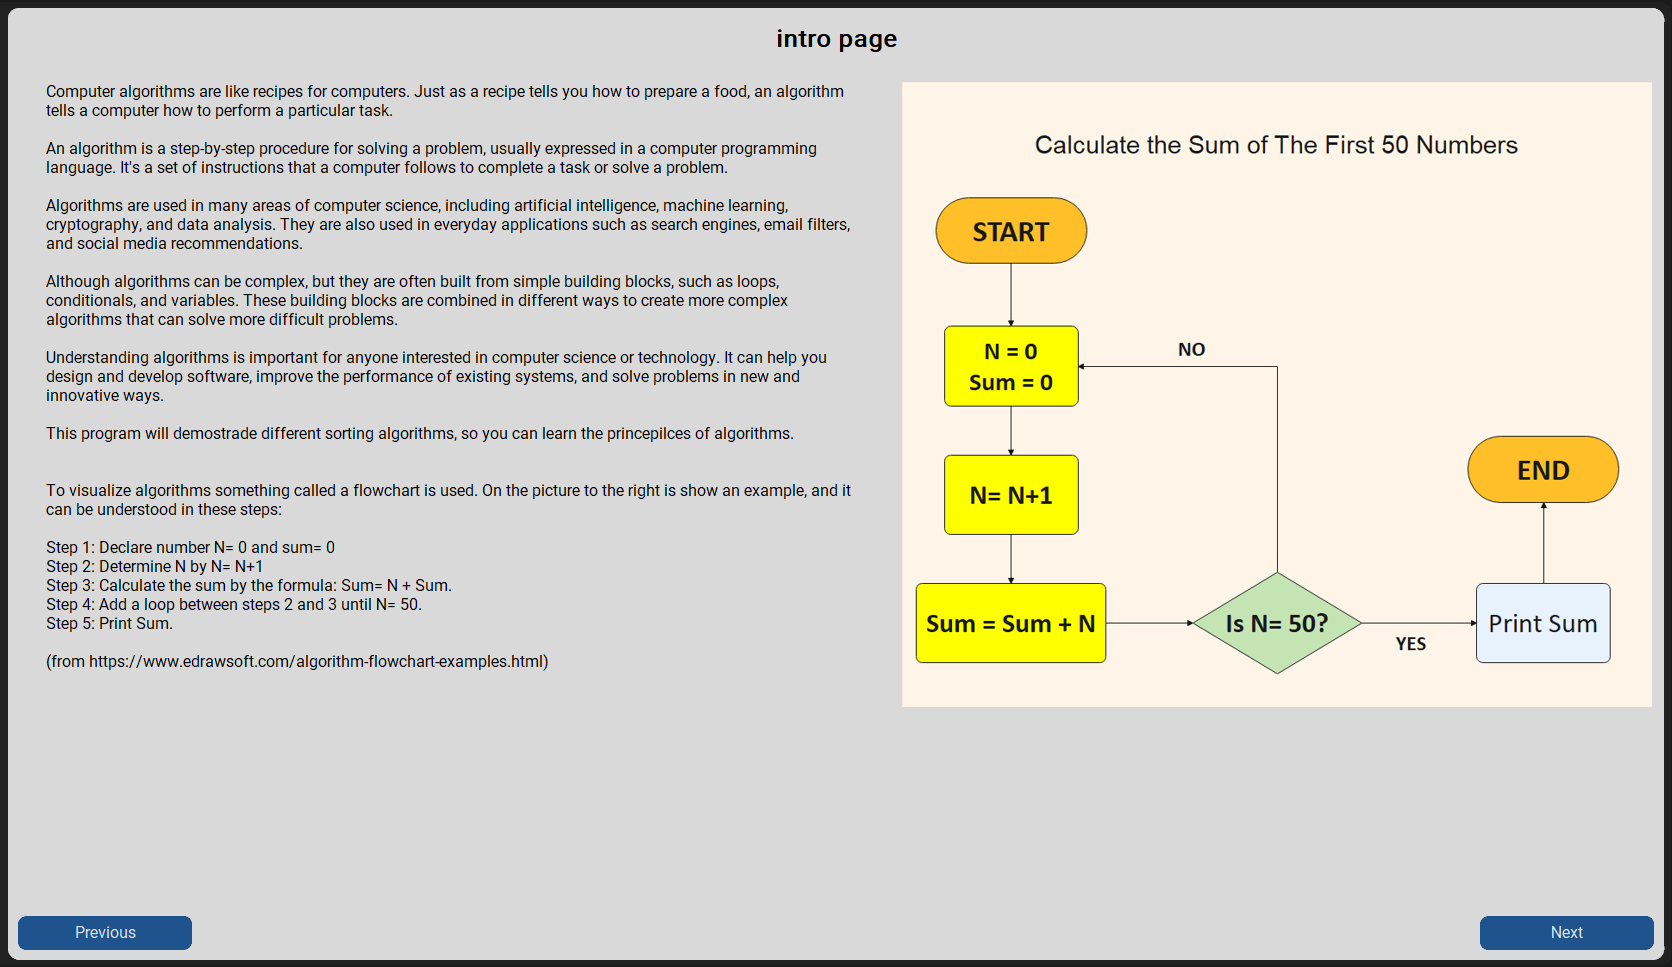 intro page
Computer algorithms are like recipes for computers. Just as a recipe tells you how to prepare a food, an algorithm
tells a computer how to perform a particular task.
An algorithm is a step-by-step procedure for solving a problem, usually expressed in a computer programming
language. It's a set of instructions that a computer follows to complete a task or solve a problem.
Algorithms are used in many areas of computer science, including artificial intelligence, machine learning,
cryptography, and data analysis. They are also used in everyday applications such as search engines, email filters,
and social media recommendations.
Although algorithms can be complex, but they are often built from simple building blocks, such as loops,
conditionals, and variables. These building blocks are combined in different ways to create more complex
algorithms that can solve more difficult problems.
Understanding algorithms is important for anyone interested in computer science or technology. It can help you
design and develop software, improve the performance of existing systems, and solve problems in new and
innovative ways.
This program will demostrade different sorting algorithms, so you can learn the princepilces of algorithms.
To visualize algorithms something called a flowchart is used. On the picture to the right is show an example, and it
can be understood in these steps:
Step 1: Declare number N= 0 and sum= 0
Step 2: Determine N by N= N+1
Step 3: Calculate the sum by the formula: Sum= N + Sum.
Step 4: Add a loop between steps 2 and 3 until N= 50.
Step 5: Print Sum.
(from https://www.edrawsoft.com/algorithm-flowchart-examples.html)
Calculate the Sum of The First 50 Numbers
START
N = 0
Sum = 0
NO
N= N+1
END
Sum = Sum + N
Is N= 50?
YES
Print Sum
Previous
Next